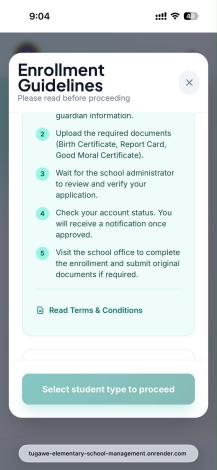 9:04
Enrollment
Guidelines
Please read before proceeding
guardian information.
2 Upload the required documents
(Birth Certificate, Report Card,
Good Moral Certificate).
3 Wait for the school administrator
to review and verify your
application.
4 Check your account status. You
will receive a notification once
approved.
5 Visit the school office to complete
the enrollment and submit original
documents if required.
Read Terms & Conditions
Select student type to proceed
tugawe-elementary-school-management.onrender.com